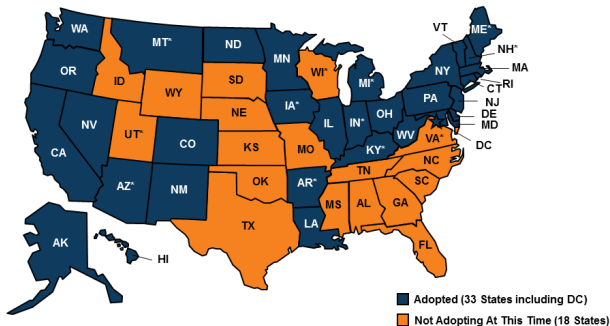 WA
MT*
ND
MN
VT
ME*
NH*
MA
RI
CT
NJ
DE
MD
DC
OR
ID
WY
SD
WI*
MI*
NY
PA
NV
UT*
CO
NE
IA*
IL
IN*
OH
WV
VA*
CA
KS
MO
KY*
NC
TN
SC
AZ*
NM
OK
AR*
MS
AL
GA
TX
LA
FL
AK
HI
Adopted (33 States including DC)
Not Adopting At This Time (18 States)